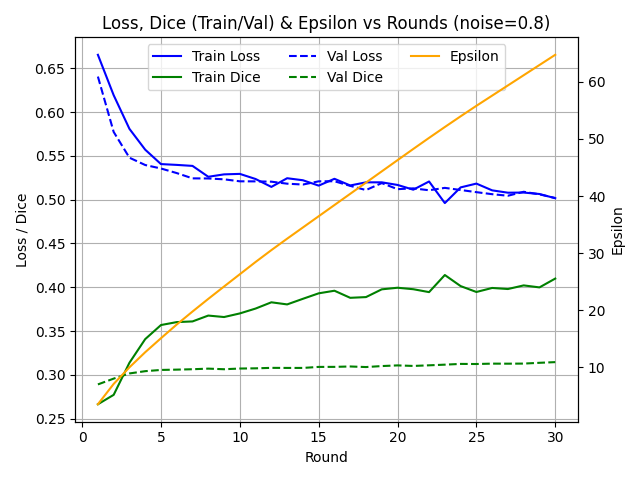 Loss, Dice (Train/Val) & Epsilon vs Rounds (noise=0.8)
Train Loss
Train Dice
Val Loss
Val Dice
Epsilon
Loss / Dice
0.65
0.60
0.55
0.50
0.45
0.40
0.35
0.30
0.25
60
50
40
30
20
10
Epsilon
0
5
10
15
20
25
30
Round